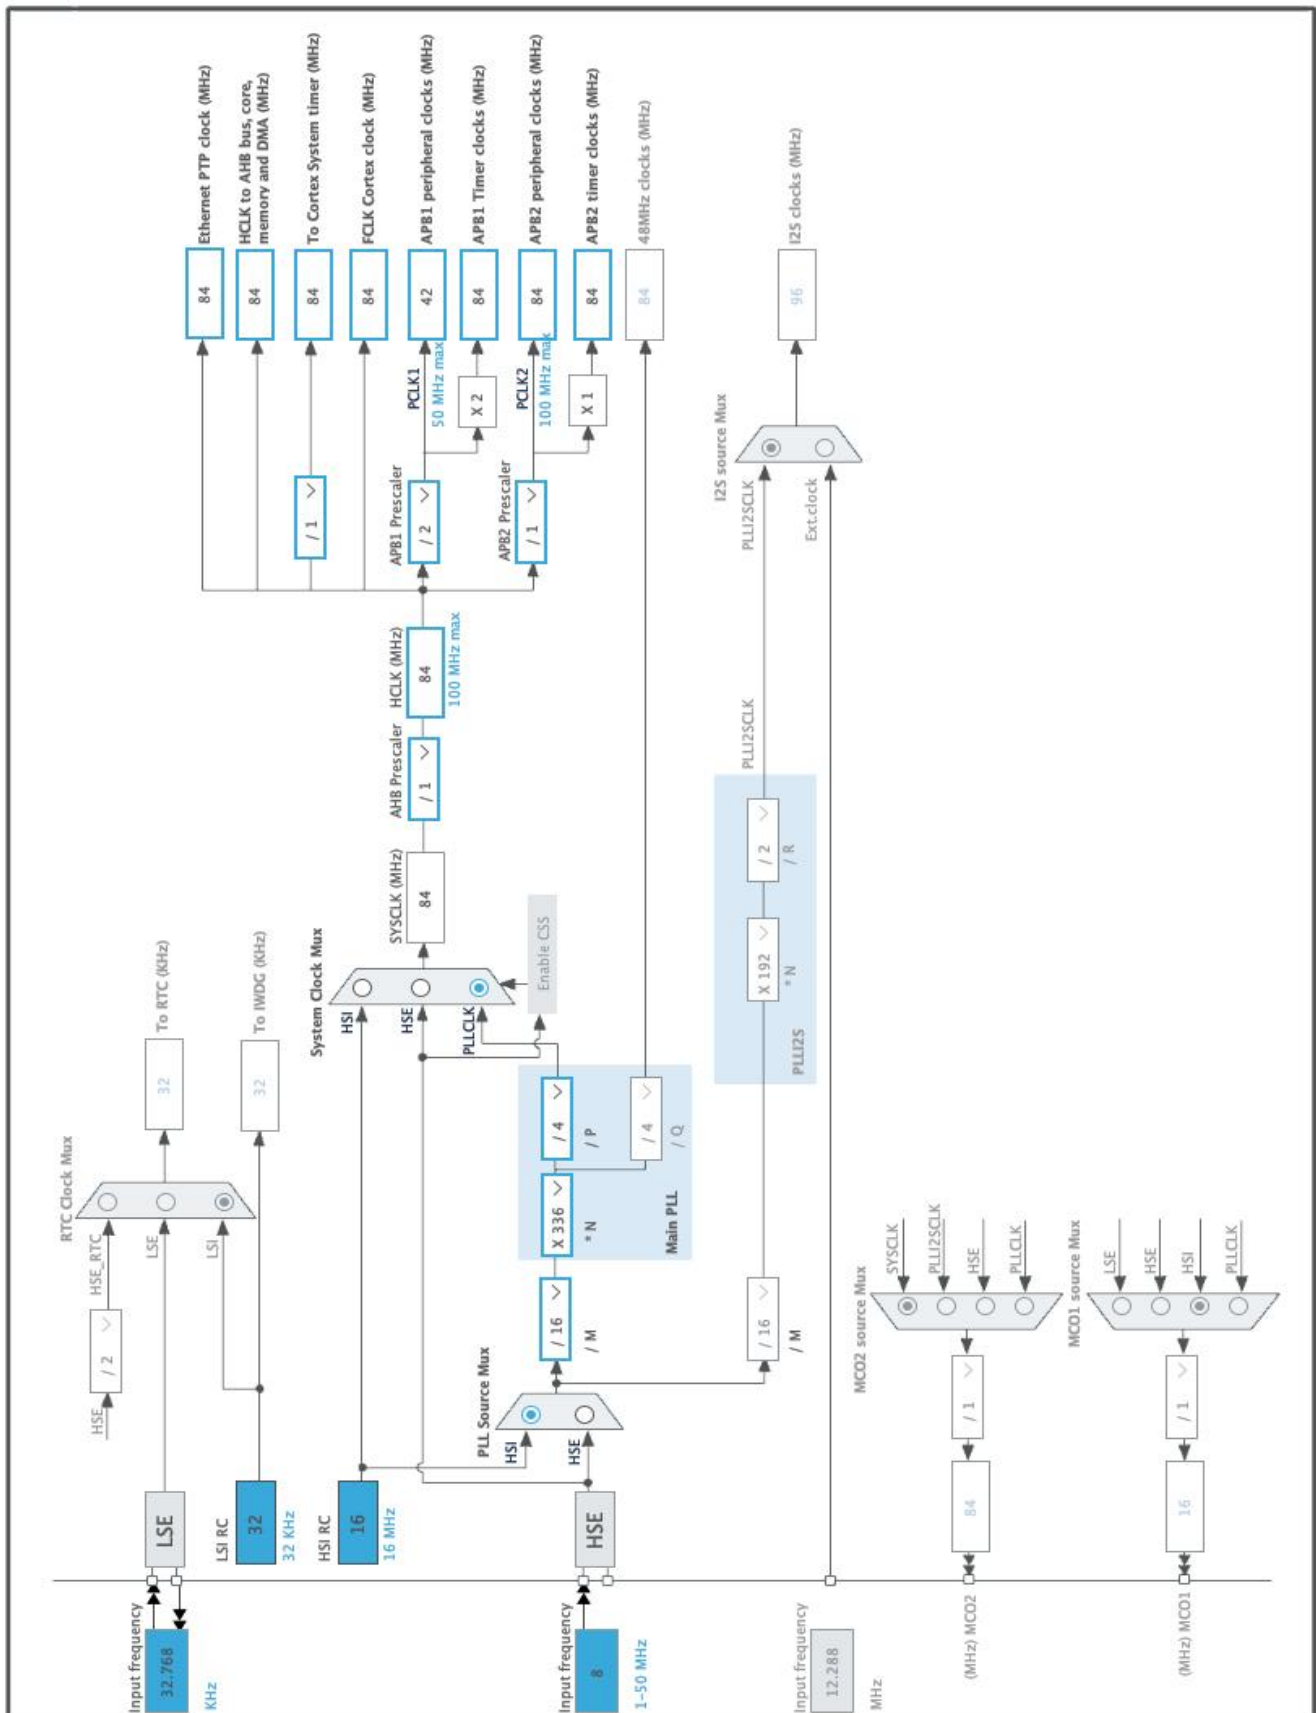 Input frequency
32.768
KHz
LSE
HSE
/ 2
HSE_RTC
LSE
LSI
RTC Clock Mux
32
To RTC (KHz)
LSI RC
32
32 KHz
32
To IWDG (KHz)
HSI RC
16
16 MHz
System Clock Mux
HSI
HSE
PLLCLK
Enable CSS
SYSCLK (MHz)
84
AHB Prescaler
/ 1
HCLK (MHz)
84
100 MHz max
84
Ethernet PTP clock (MHz)
84
HCLK to AHB bus, core,
memory and DMA (MHz)
/ 1
84
To Cortex System timer (MHz)
84
FCLK Cortex clock (MHz)
APB1 Prescaler
/ 2
PCLK1
50 MHz max
42
APB1 peripheral clocks (MHz)
X 2
84
APB1 Timer clocks (MHz)
APB2 Prescaler
/ 1
PCLK2
100 MHz max
84
APB2 peripheral clocks (MHz)
X 1
84
APB2 timer clocks (MHz)
84
48MHz clocks (MHz)
Input frequency
8
1-50 MHz
HSE
PLL Source Mux
HSI
HSE
/ 16
/ M
X 336
* N
/ 4
/ P
/ 4
/ Q
Main PLL
/ 16
/ M
X 192
* N
/ 2
/ R
PLLI2S
PLLI2SCLK
PLLI2SCLK
I2S source Mux
Ext.clock
96
I2S clocks (MHz)
Input frequency
12.288
MHz
MCO2 source Mux
SYSCLK
PLLI2SCLK
HSE
PLLCLK
/ 1
84
(MHz) MCO2
MCO1 source Mux
LSE
HSE
HSI
PLLCLK
/ 1
16
(MHz) MCO1